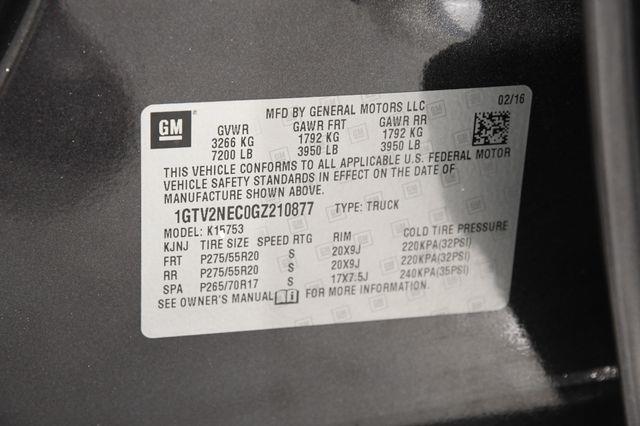 MFD BY GENERAL MOTORS LLC 02/16
GM GVWR GAWR FRT GAWR RR
3266 KG 1792 KG 1792 KG
7200 LB 3950 LB 3950 LB
THIS VEHICLE CONFORMS TO ALL APPLICABLE U.S. FEDERAL MOTOR
VEHICLE SAFETY STANDARDS IN EFFECT ON THE DATE OF
MANUFACTURE SHOWN ABOVE.
1GTV2NEC0GZ210877 TYPE: TRUCK
MODEL: K15753
KJNJ TIRE SIZE SPEED RTG RIM COLD TIRE PRESSURE
FRT P275/55R20 S 20X9J 220KPA(32PSI)
RR P275/55R20 S 20X9J 220KPA(32PSI)
SPA P265/70R17 S 17X7.5J 240KPA(35PSI)
SEE OWNER'S MANUAL i FOR MORE INFORMATION.